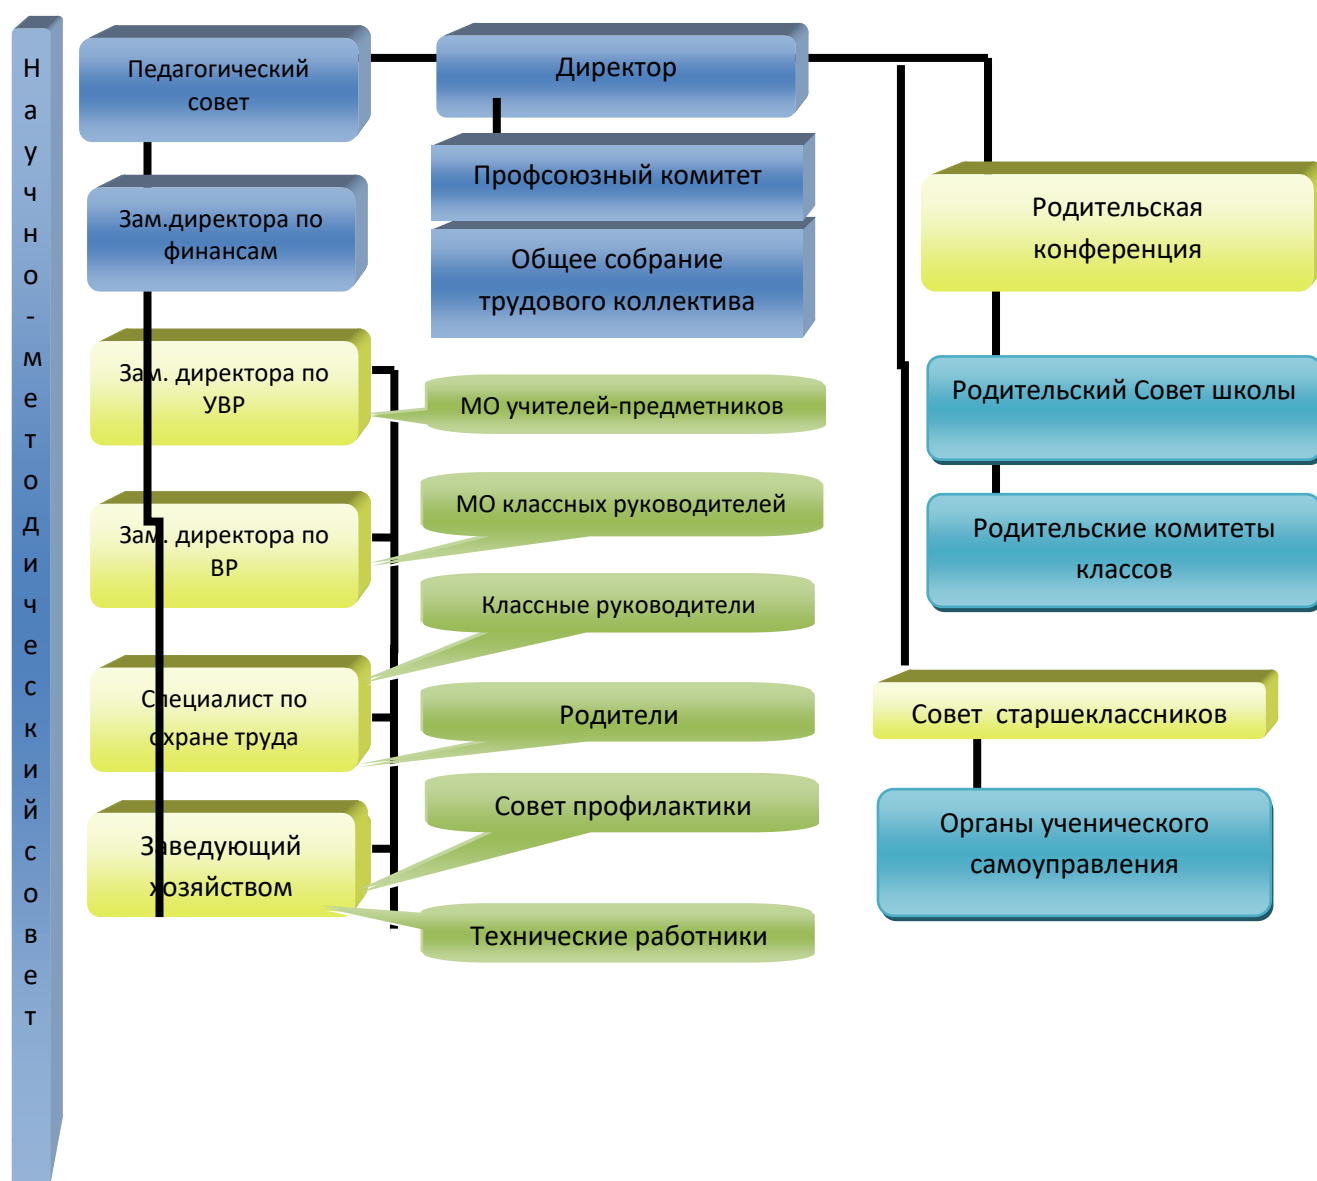 Научно-методический совет
Педагогический
совет
Директор
Профсоюзный комитет
Зам.директора по
финансам
Общее собрание
трудового коллектива
Родительская
конференция
Зам. директора по
УВР
МО учителей-предметников
Родительский Совет школы
Зам. директора по
ВР
МО классных руководителей
Родительские комитеты
классов
Классные руководители
Специалист по
охране труда
Родители
Совет старшеклассников
Заведующий
хозяйством
Совет профилактики
Технические работники
Органы ученического
самоуправления